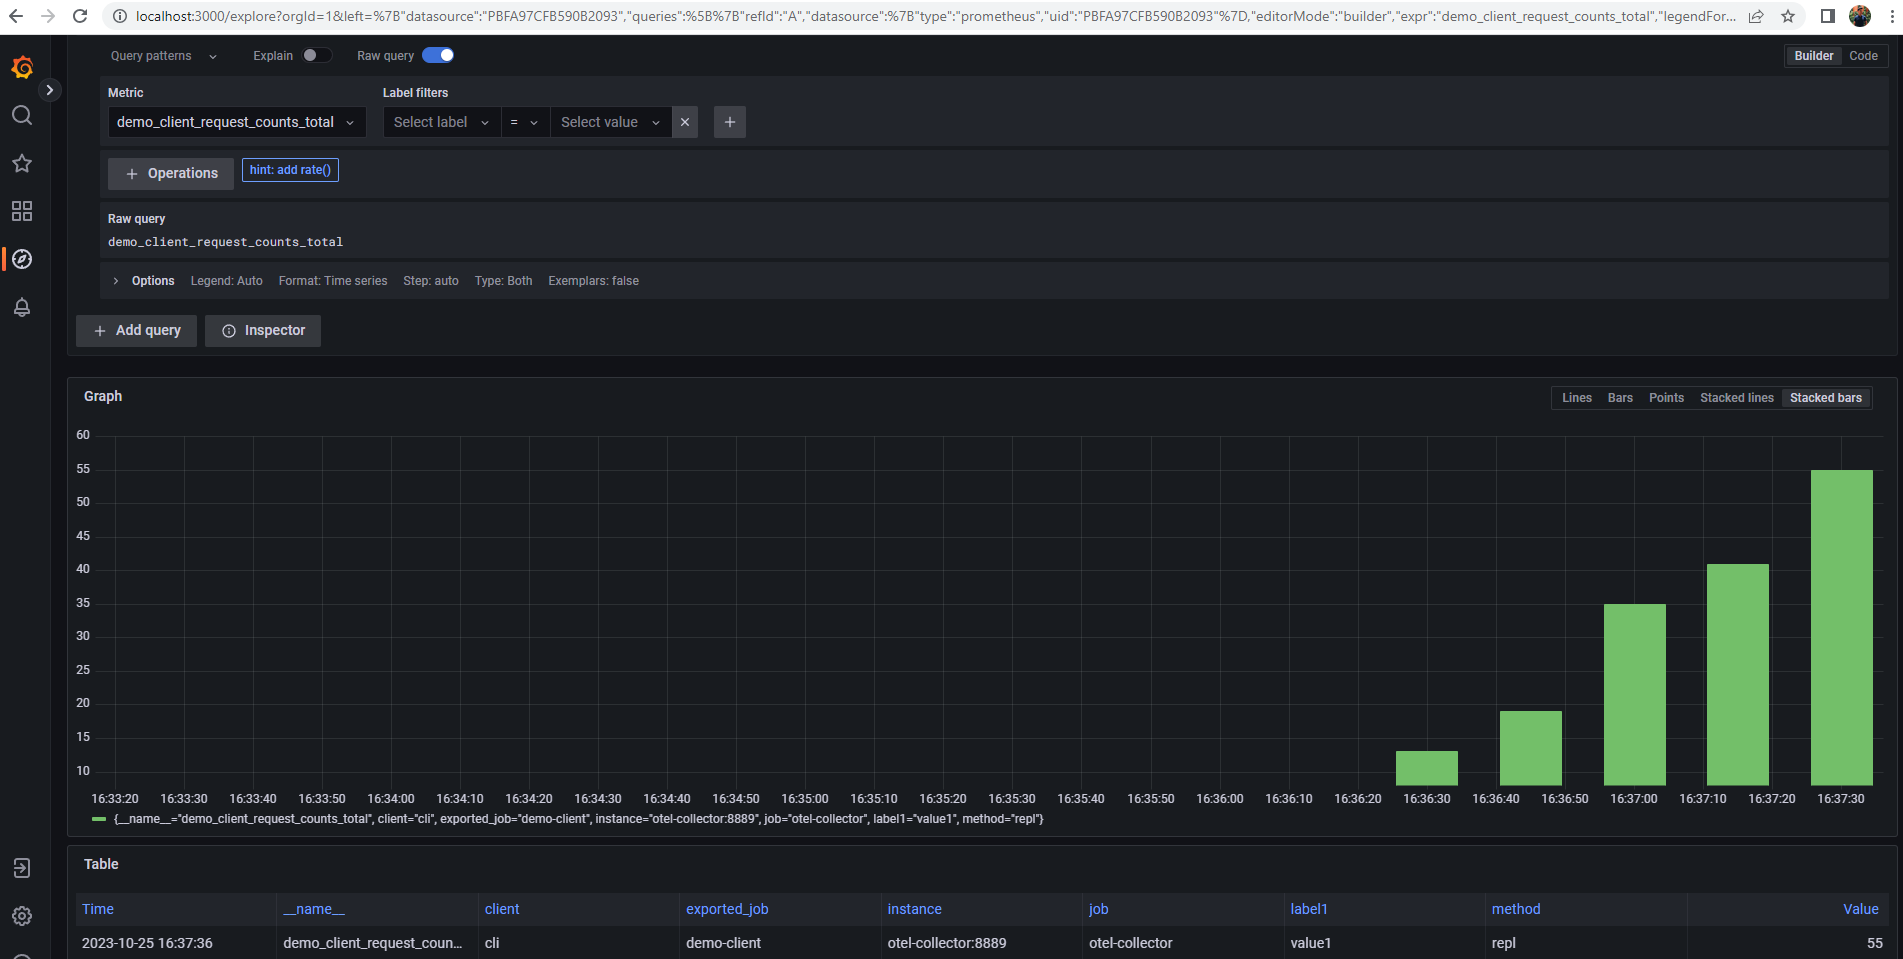 localhost:3000/explore?orgId=1&left=%7B"datasource":"PBFA97CFB590B2093","queries":%5B%7B"refId":"A","datasource":%7B"type":"prometheus","uid":"PBFA97CFB590B2093"%7D,"editorMode":"builder","expr":"demo_client_request_counts_total","legendFor...
Query patterns Explain Raw query Builder Code
Metric Label filters
demo_client_request_counts_total Select label = Select value
Operations hint: add rate()
Raw query
demo_client_request_counts_total
Options Legend: Auto Format: Time series Step: auto Type: Both Exemplars: false
Add query Inspector
Graph Lines Bars Points Stacked lines Stacked bars
60
55
50
45
40
35
30
25
20
15
10
16:33:20 16:33:30 16:33:40 16:33:50 16:34:00 16:34:10 16:34:20 16:34:30 16:34:40 16:34:50 16:35:00 16:35:10 16:35:20 16:35:30 16:35:40 16:35:50 16:36:00 16:36:10 16:36:20 16:36:30 16:36:40 16:36:50 16:37:00 16:37:10 16:37:20 16:37:30
{__name__="demo_client_request_counts_total", client="cli", exported_job="demo-client", instance="otel-collector:8889", job="otel-collector", label1="value1", method="repl"}
Table
Time __name__ client exported_job instance job label1 method Value
2023-10-25 16:37:36 demo_client_request_coun... cli demo-client otel-collector:8889 otel-collector value1 repl 55